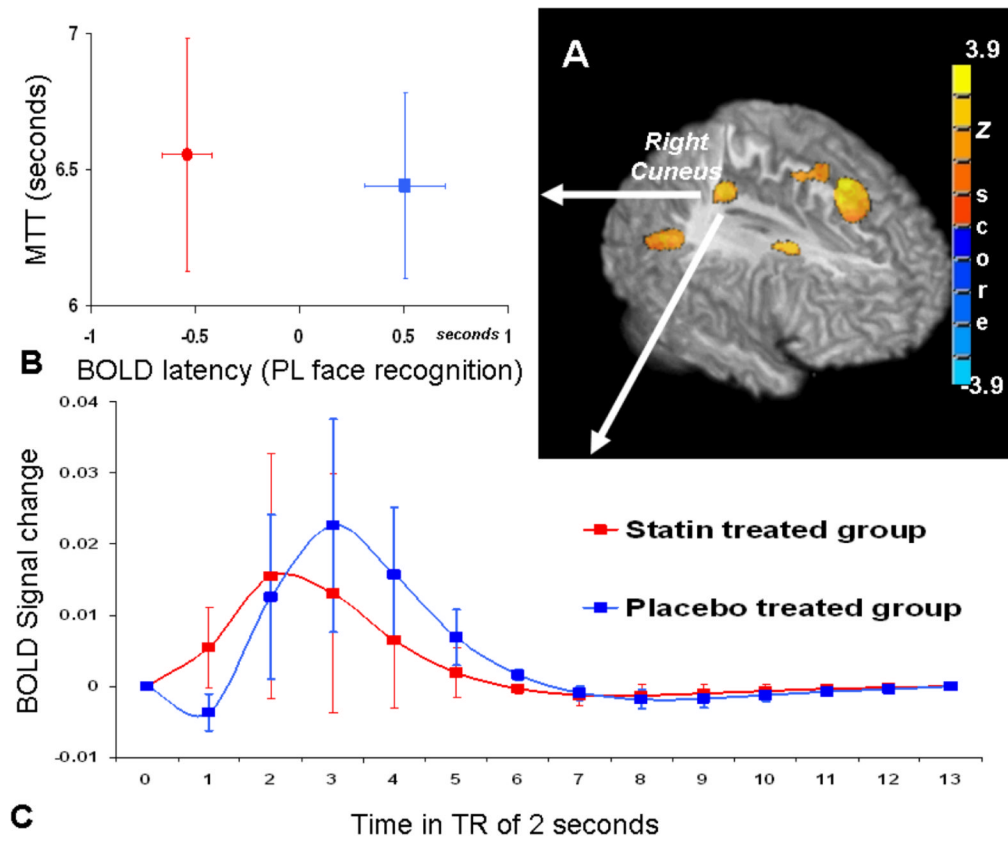 MTT (seconds)
7
6.5
6
-1
-0.5
0
0.5
seconds
1
B
BOLD latency (PL face recognition)
A
Right
Cuneus
3.9
Z
s
c
o
r
e
-3.9
BOLD Signal change
0.04
0.03
0.02
0.01
0
-0.01
Statin treated group
Placebo treated group
0 1 2 3 4 5 6 7 8 9 10 11 12 13
C
Time in TR of 2 seconds